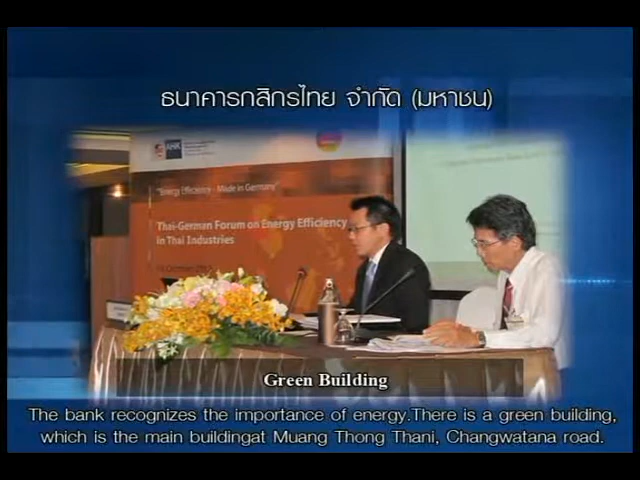 ธนาคารกสิกรไทย จำกัด (มหาชน)
AHK
"Energy Efficiency - Made in Germany"
Thai-German Forum on Energy Efficiency
in Thai Industries
Green Building
The bank recognizes the importance of energy.There is a green building,
which is the main buildingat Muang Thong Thani, Changwatana road.